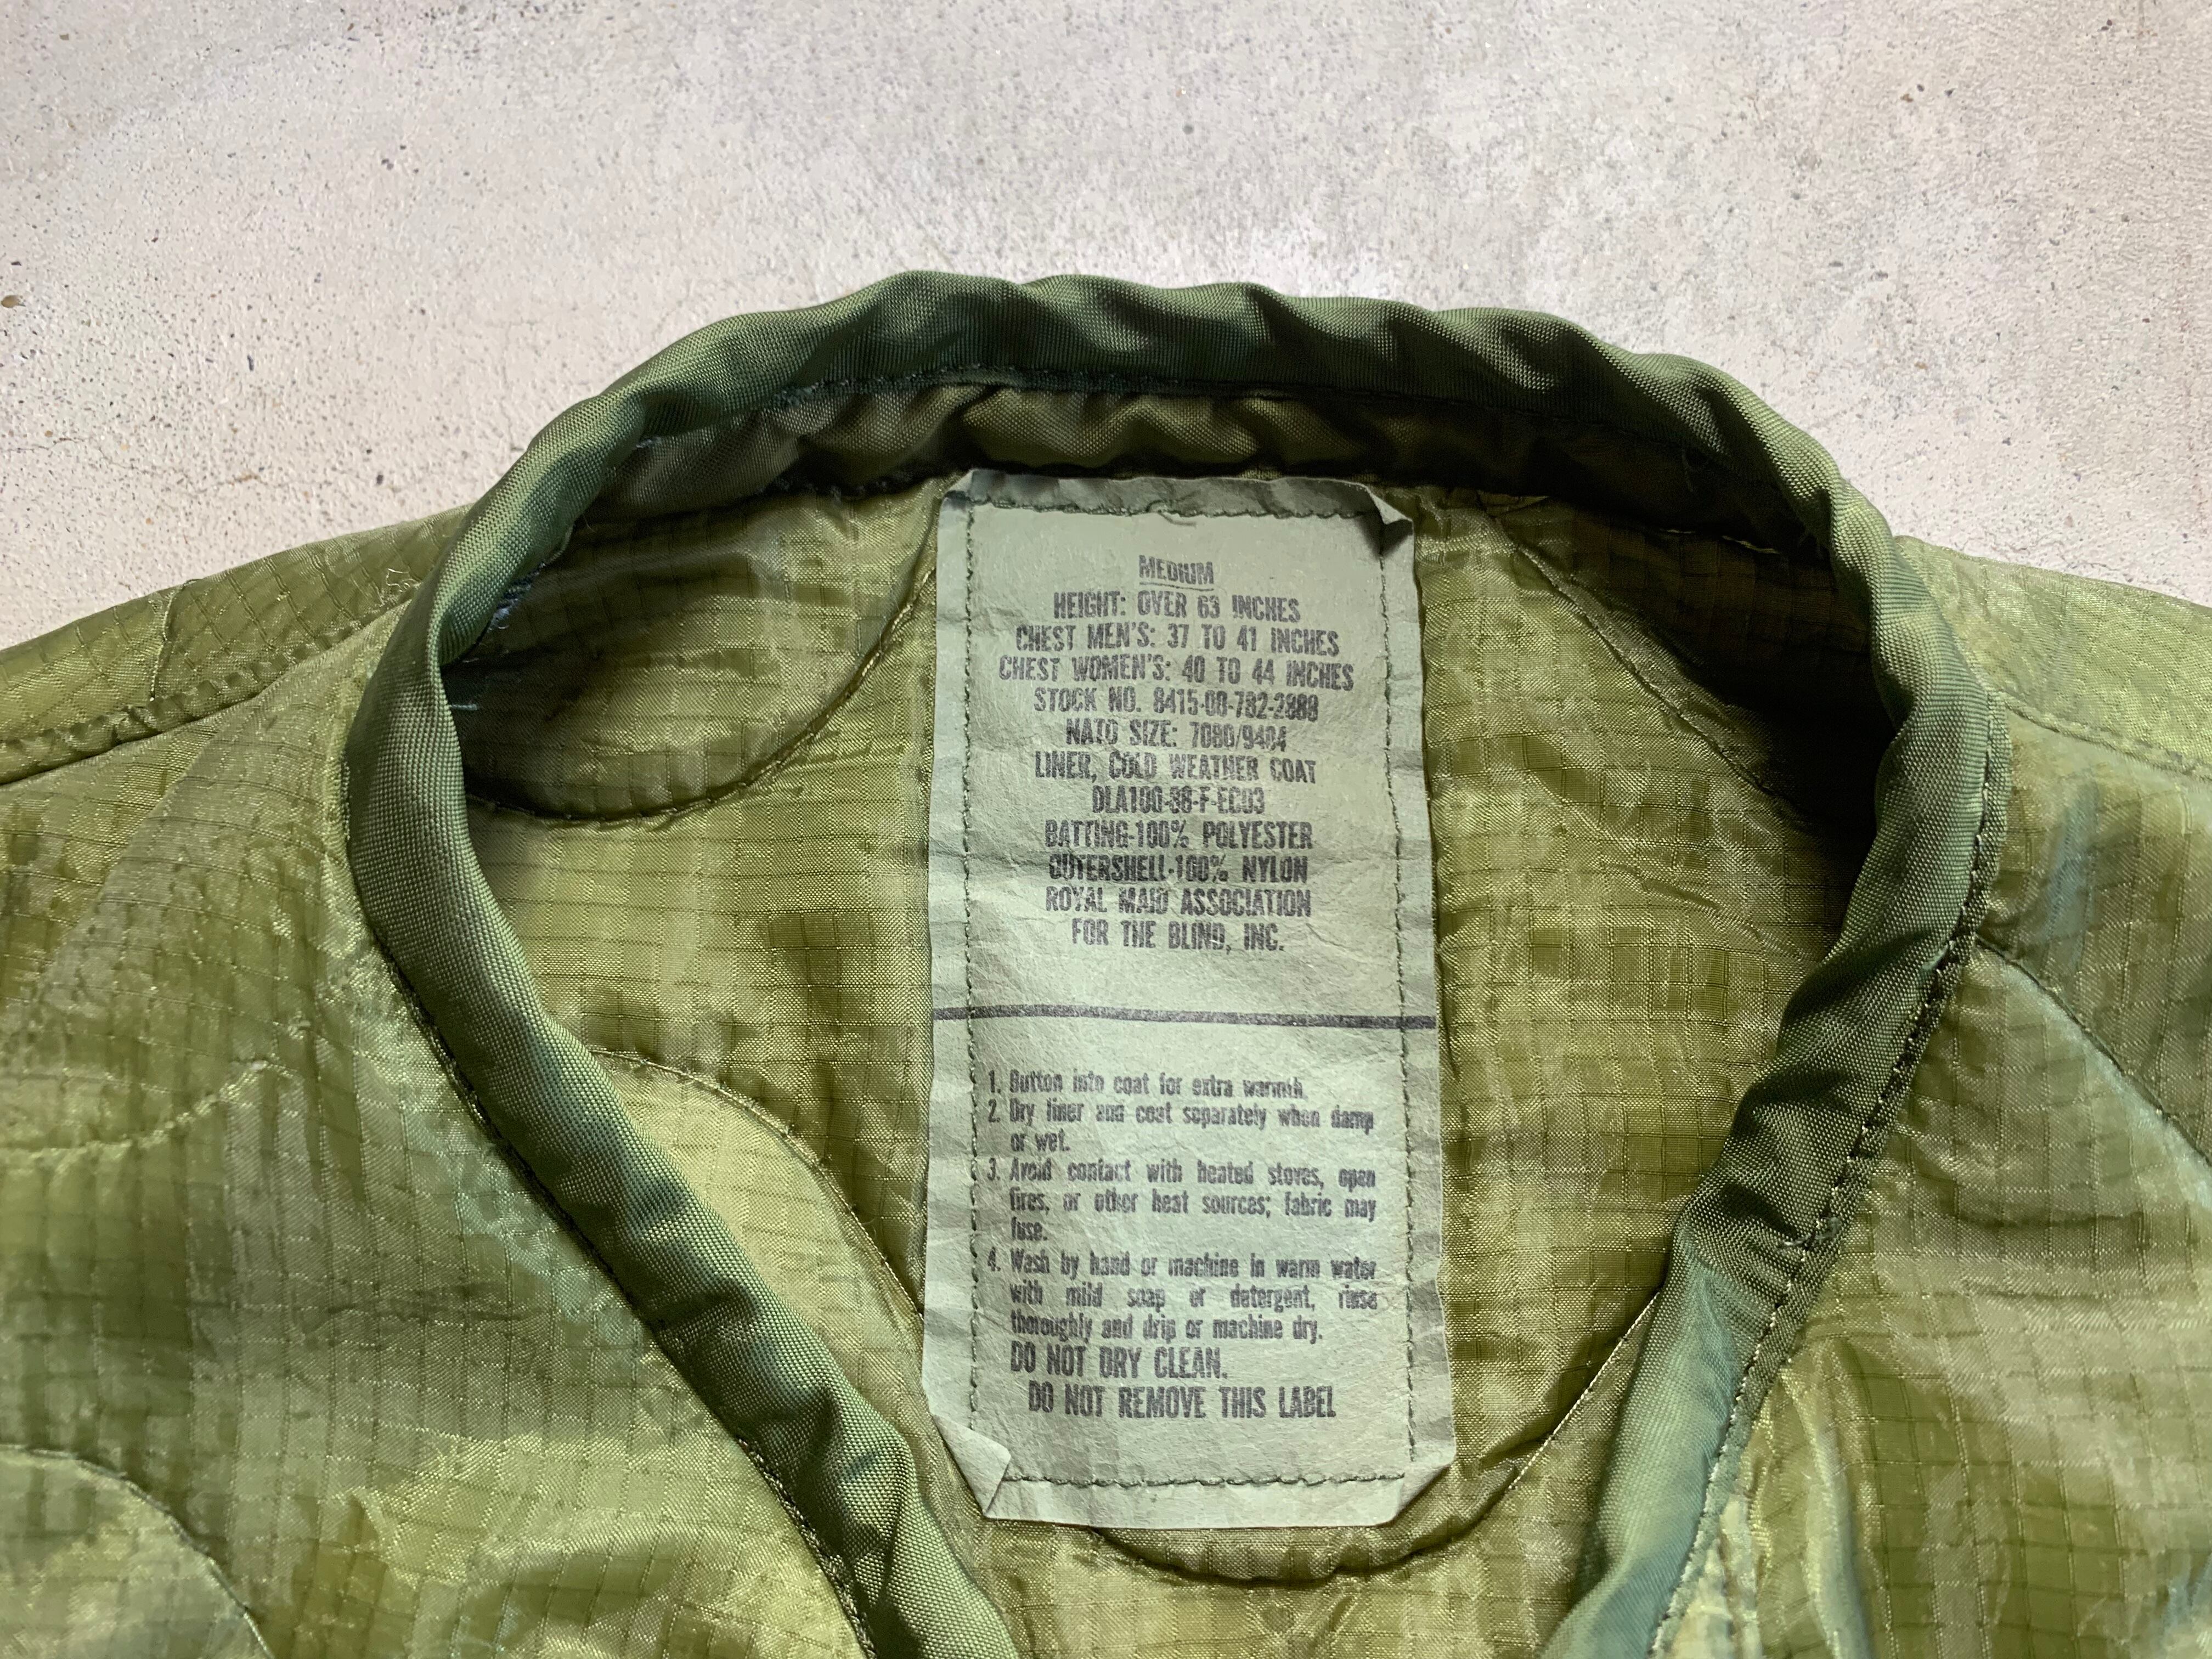 MEDIUM
HEIGHT: OVER 63 INCHES
CHEST MEN'S: 37 TO 41 INCHES
CHEST WOMEN'S: 40 TO 44 INCHES
STOCK NO. 8415-00-782-2888
NATO SIZE: 7080/9404
LINER, COLD WEATHER COAT
DLA100-88-F-EC03
BATTING-100% POLYESTER
OUTERSHELL-100% NYLON
ROYAL MAID ASSOCIATION
FOR THE BLIND, INC.
1. Button into coat for extra warmth.
2. Dry liner and coat separately when damp
or wet.
3. Avoid contact with heated stoves, open
fires, or other heat sources; fabric may
fuse.
4. Wash by hand or machine in warm water
with mild soap or detergent, rinse
thoroughly and drip or machine dry.
DO NOT DRY CLEAN.
DO NOT REMOVE THIS LABEL